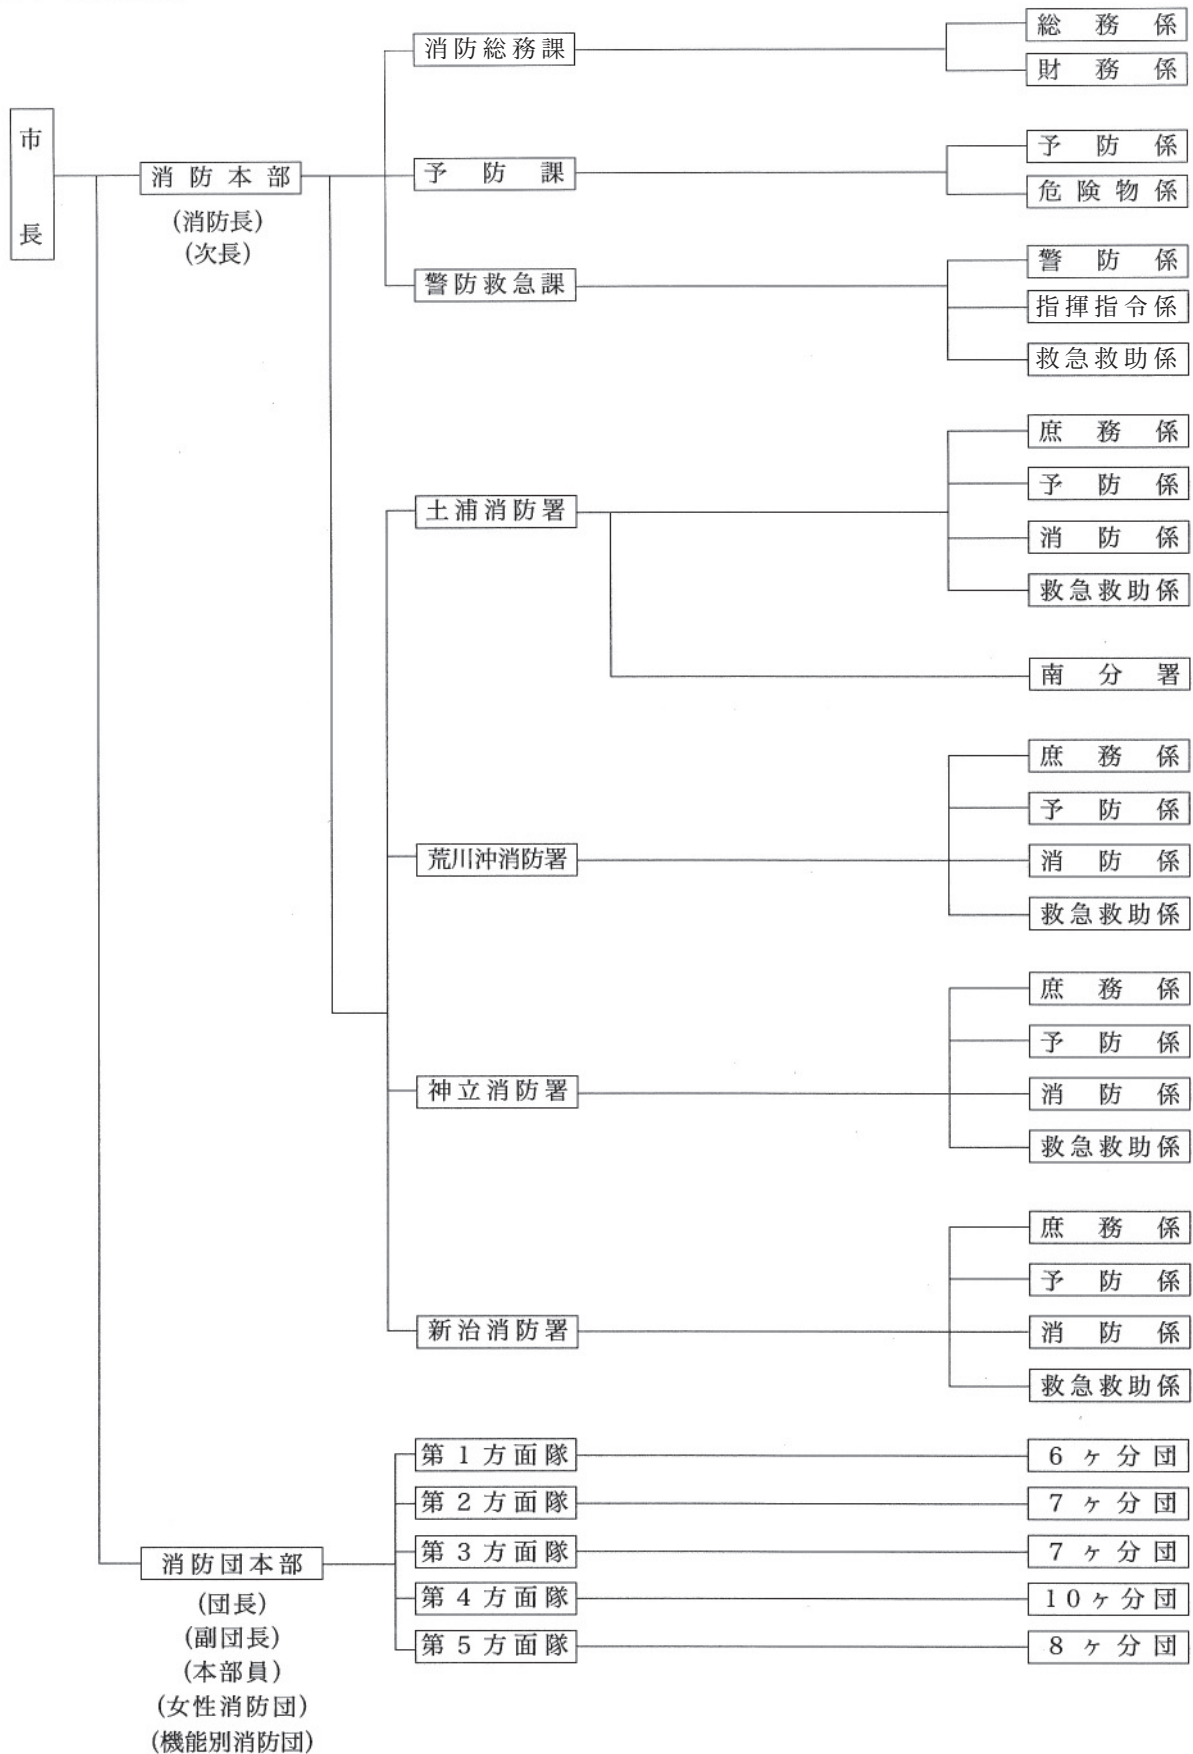 市長
消防本部
(消防長)
(次長)
消防総務課
総務係
財務係
予防課
予防係
危険物係
警防救急課
警防係
指揮指令係
救急救助係
土浦消防署
庶務係
予防係
消防係
救急救助係
南分署
荒川沖消防署
庶務係
予防係
消防係
救急救助係
神立消防署
庶務係
予防係
消防係
救急救助係
新治消防署
庶務係
予防係
消防係
救急救助係
消防団本部
(団長)
(副団長)
(本部員)
(女性消防団)
(機能別消防団)
第1方面隊
6ヶ分団
第2方面隊
7ヶ分団
第3方面隊
7ヶ分団
第4方面隊
10ヶ分団
第5方面隊
8ヶ分団